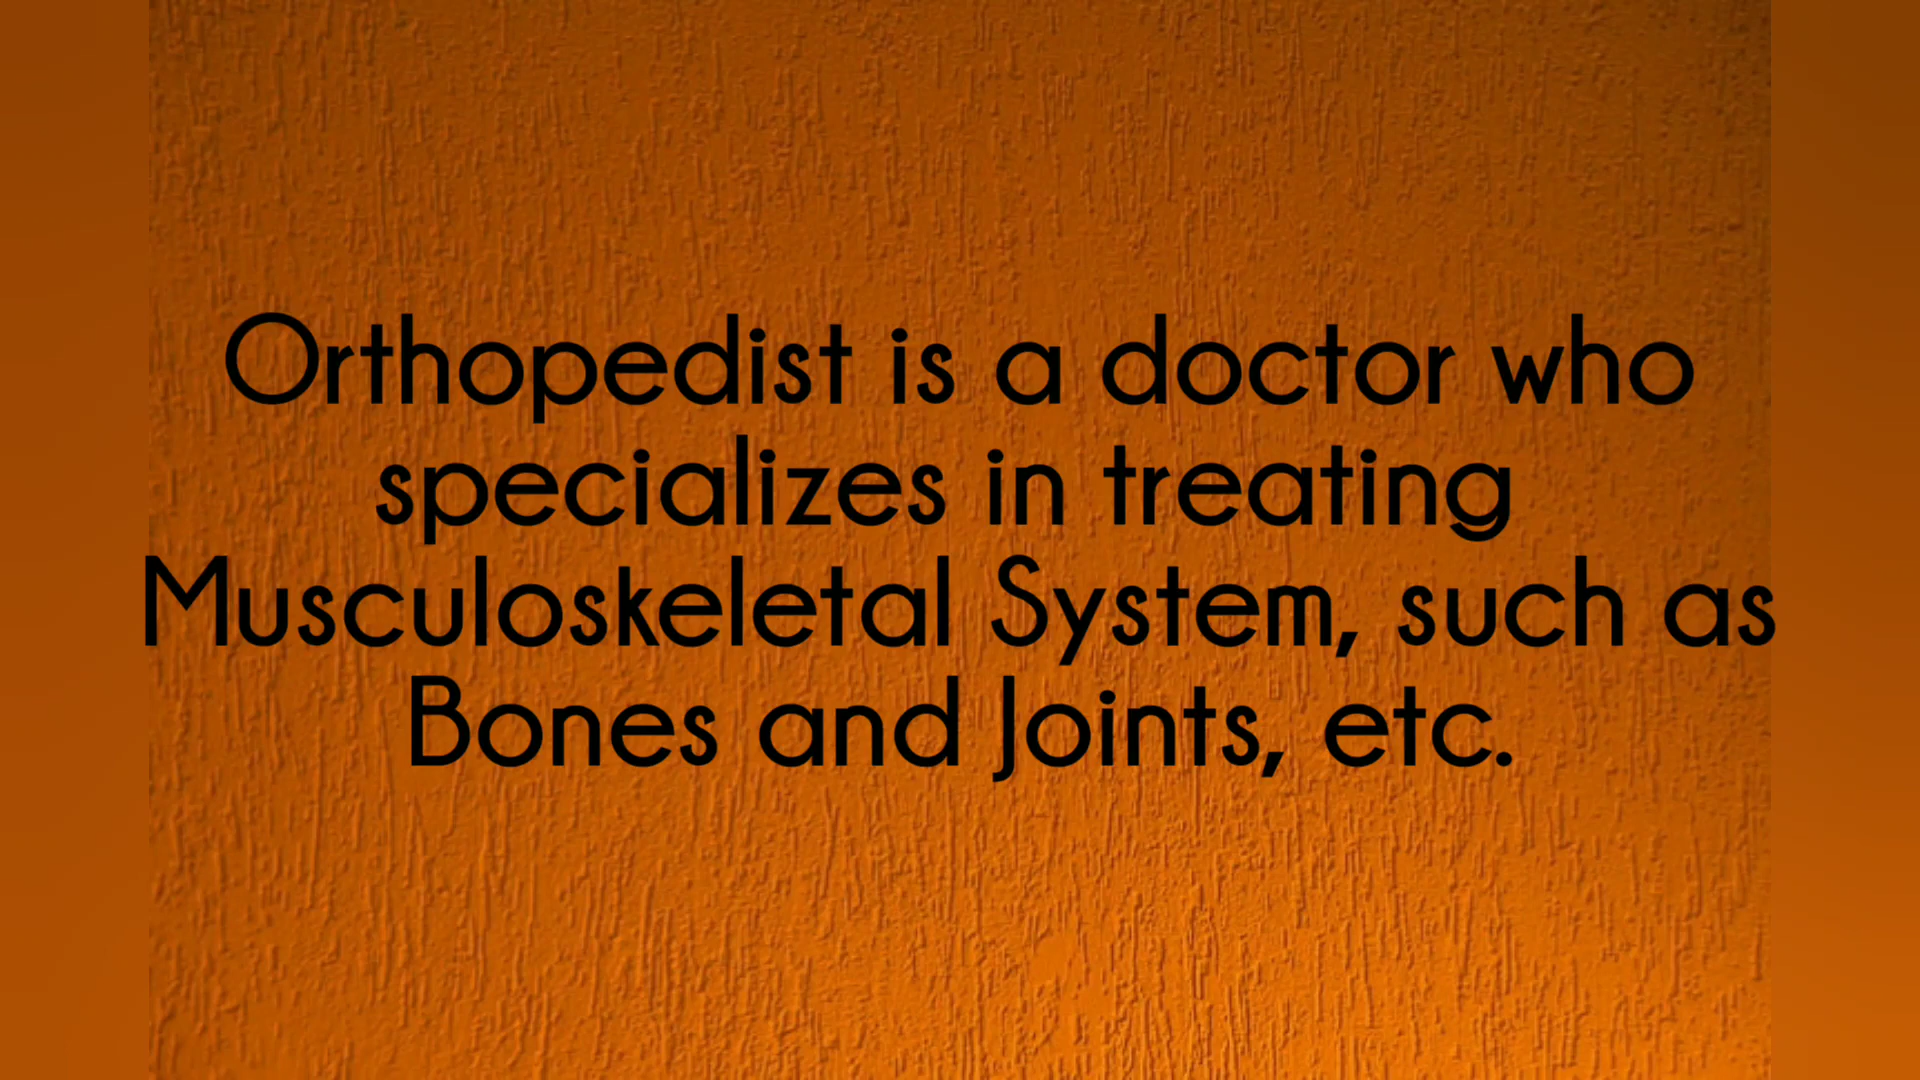 Orthopedist is a doctor who
specializes in treating
Musculoskeletal System, such as
Bones and Joints, etc.